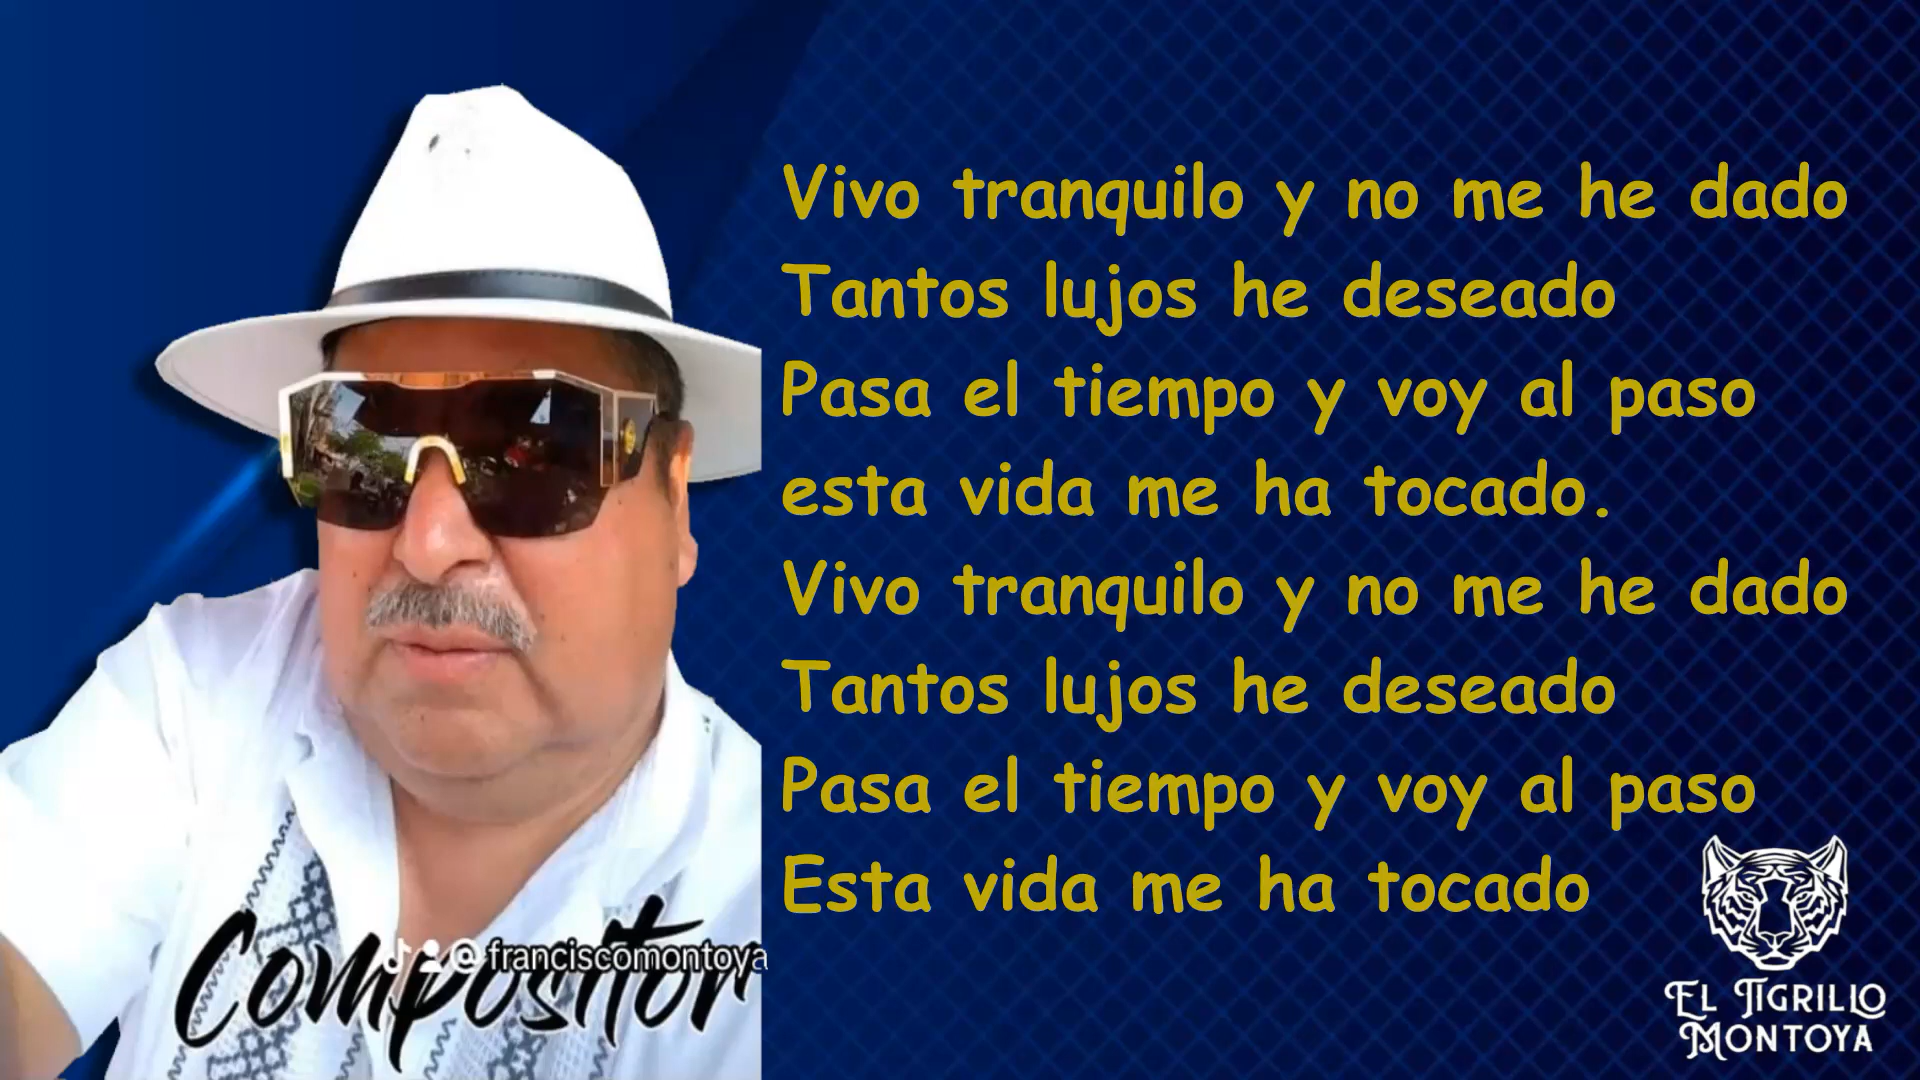 Vivo tranquilo y no me he dado
Tantos lujos he deseado
Pasa el tiempo y voy al paso
esta vida me ha tocado.
Vivo tranquilo y no me he dado
Tantos lujos he deseado
Pasa el tiempo y voy al paso
Esta vida me ha tocado
Compositor
@franciscomontoya
EL TIGRILLO
MONTOYA